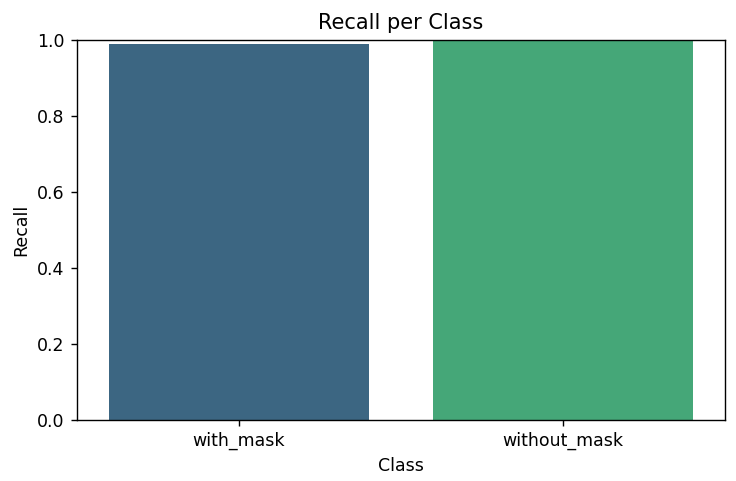 Recall per Class
1.0
0.8
0.6
0.4
0.2
0.0
Recall
with_mask without_mask
Class